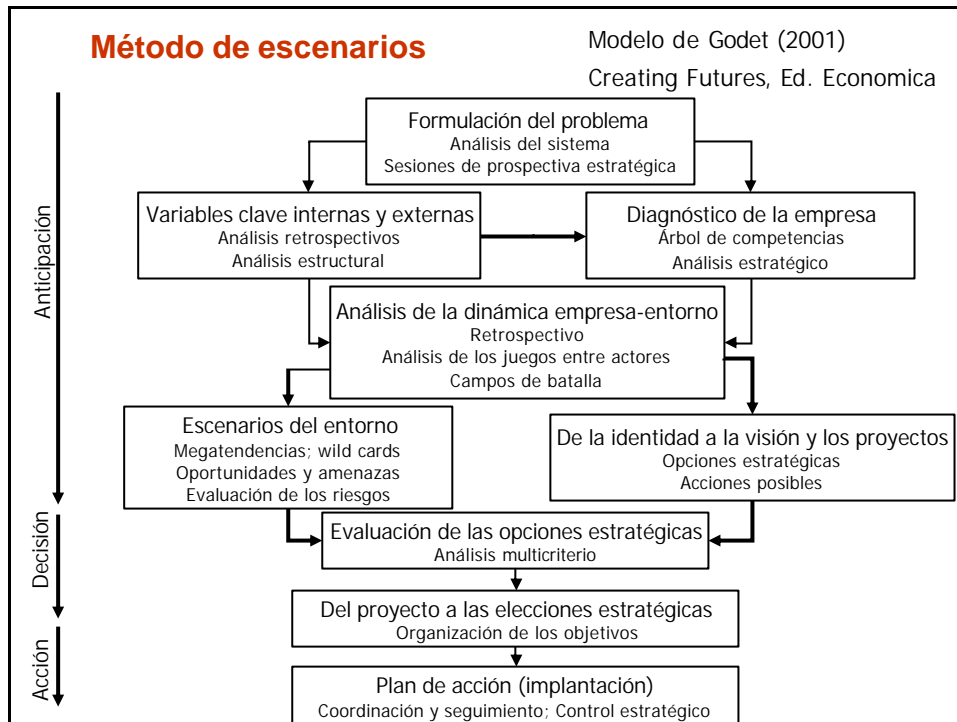 Método de escenarios
Modelo de Godet (2001)
Creating Futures, Ed. Economica
Formulación del problema
Análisis del sistema
Sesiones de prospectiva estratégica
Variables clave internas y externas
Análisis retrospectivos
Análisis estructural
Diagnóstico de la empresa
Árbol de competencias
Análisis estratégico
Análisis de la dinámica empresa-entorno
Retrospectivo
Análisis de los juegos entre actores
Campos de batalla
Escenarios del entorno
Megatendencias; wild cards
Oportunidades y amenazas
Evaluación de los riesgos
De la identidad a la visión y los proyectos
Opciones estratégicas
Acciones posibles
Evaluación de las opciones estratégicas
Análisis multicriterio
Del proyecto a las elecciones estratégicas
Organización de los objetivos
Plan de acción (implantación)
Coordinación y seguimiento; Control estratégico
Anticipación
Decisión
Acción